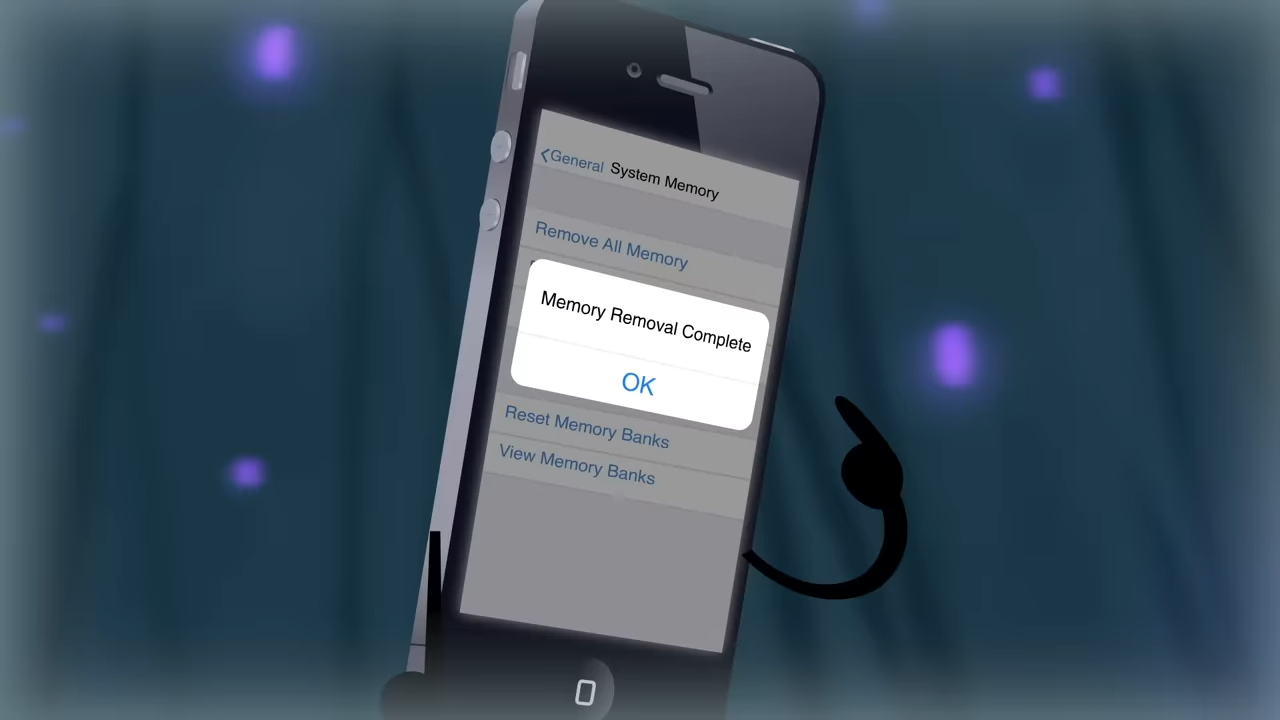 General System Memory
Remove All Memory
Memory Removal Complete
OK
Reset Memory Banks
View Memory Banks